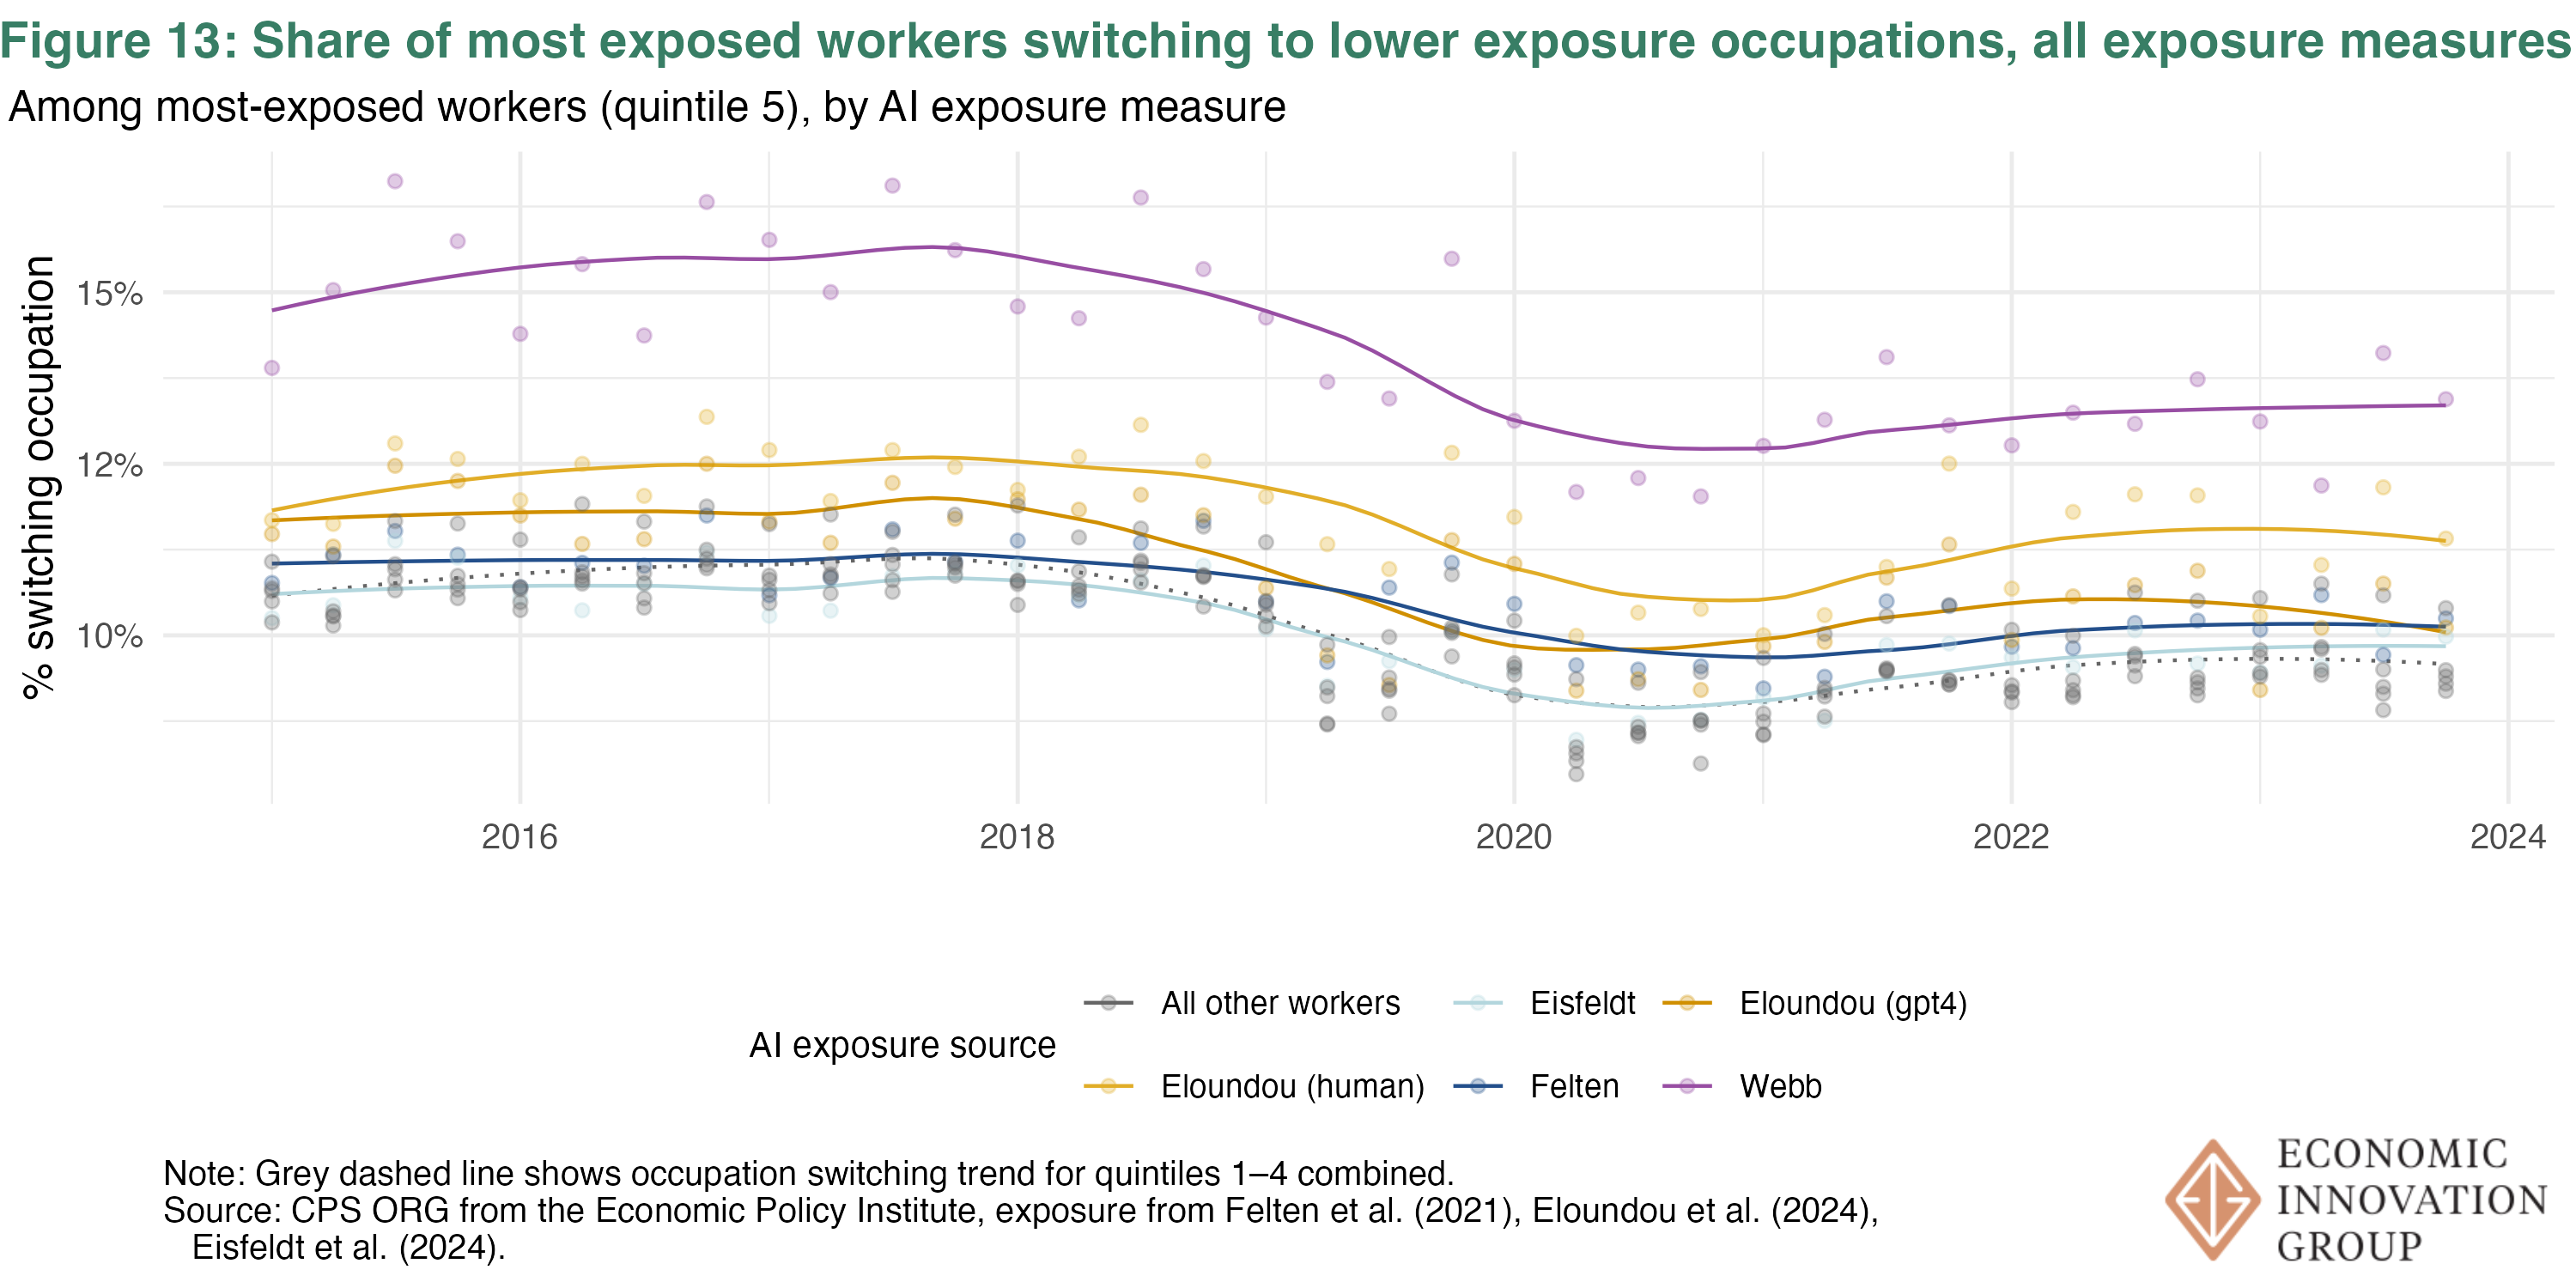 Figure 13: Share of most exposed workers switching to lower exposure occupations, all exposure measures
Among most-exposed workers (quintile 5), by AI exposure measure
% switching occupation
15%
12%
10%
2016
2018
2020
2022
2024
AI exposure source
All other workers
Eisfeldt
Eloundou (gpt4)
Eloundou (human)
Felten
Webb
Note: Grey dashed line shows occupation switching trend for quintiles 1–4 combined.
Source: CPS ORG from the Economic Policy Institute, exposure from Felten et al. (2021), Eloundou et al. (2024),
Eisfeldt et al. (2024).
ECONOMIC
INNOVATION
GROUP